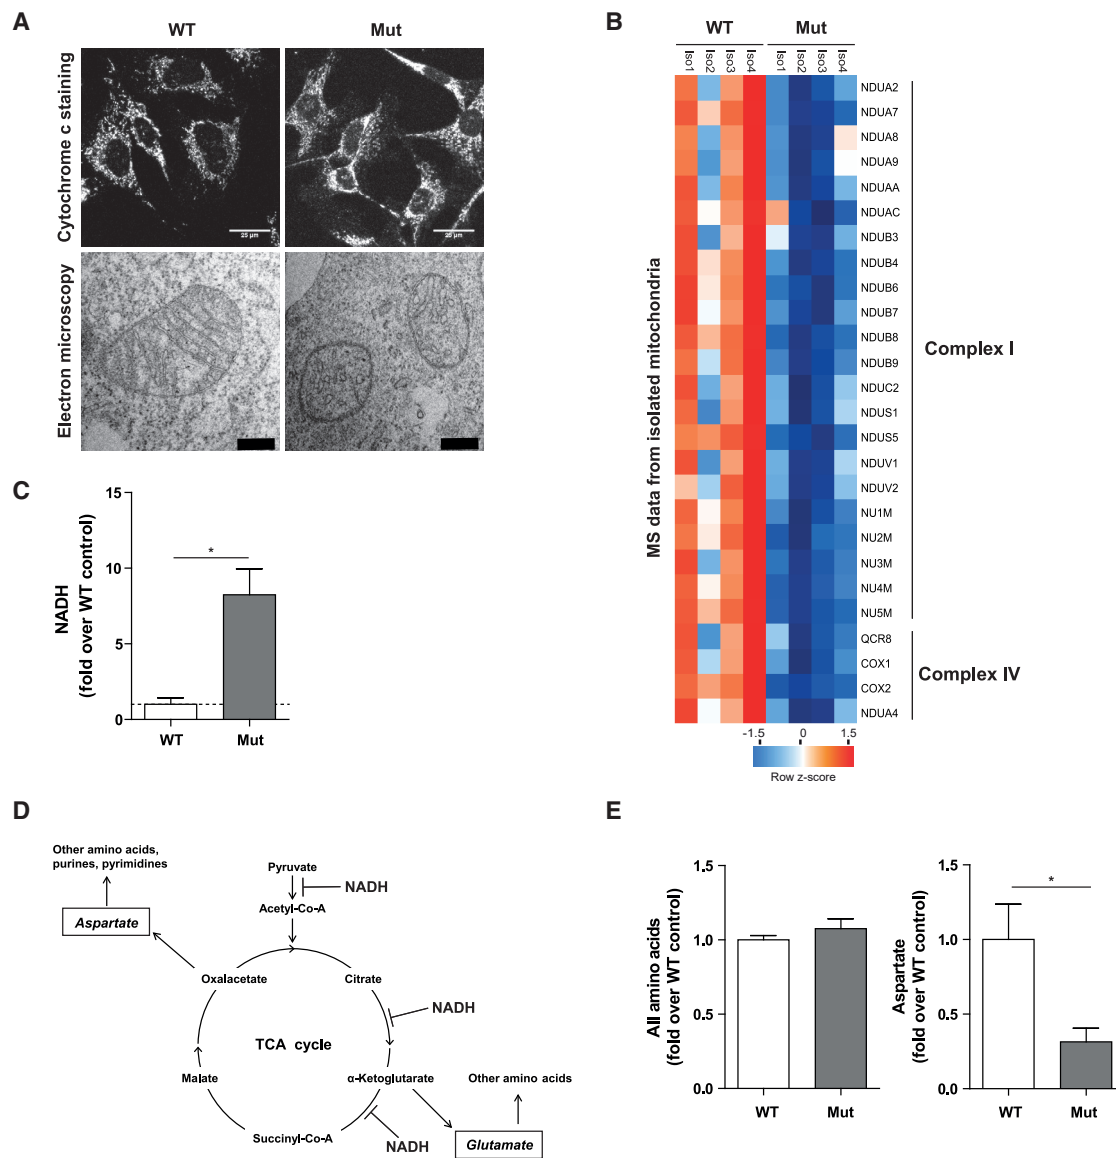 A
WT
Mut
Cytochrome c staining
25 µm
25 µm
Electron microscopy
B
WT
Mut
Iso1
Iso2
Iso3
Iso4
Iso1
Iso2
Iso3
Iso4
MS data from isolated mitochondria
NDUA2
NDUA7
NDUA8
NDUA9
NDUAA
NDUAC
NDUB3
NDUB4
NDUB6
NDUB7
NDUB8
NDUB9
NDUC2
NDUS1
NDUS5
NDUV1
NDUV2
NU1M
NU2M
NU3M
NU4M
NU5M
QCR8
COX1
COX2
NDUA4
Complex I
Complex IV
-1.5 0 1.5
Row z-score
C
NADH
(fold over WT control)
15
10
5
0
*
WT
Mut
D
Other amino acids,
purines, pyrimidines
Aspartate
Pyruvate
NADH
Acetyl-Co-A
Oxalacetate
Citrate
NADH
TCA cycle
Malate
α-Ketoglutarate
Other amino acids
Succinyl-Co-A
NADH
Glutamate
E
All amino acids
(fold over WT control)
1.5
1.0
0.5
0.0
WT
Mut
Aspartate
(fold over WT control)
1.5
1.0
0.5
0.0
*
WT
Mut